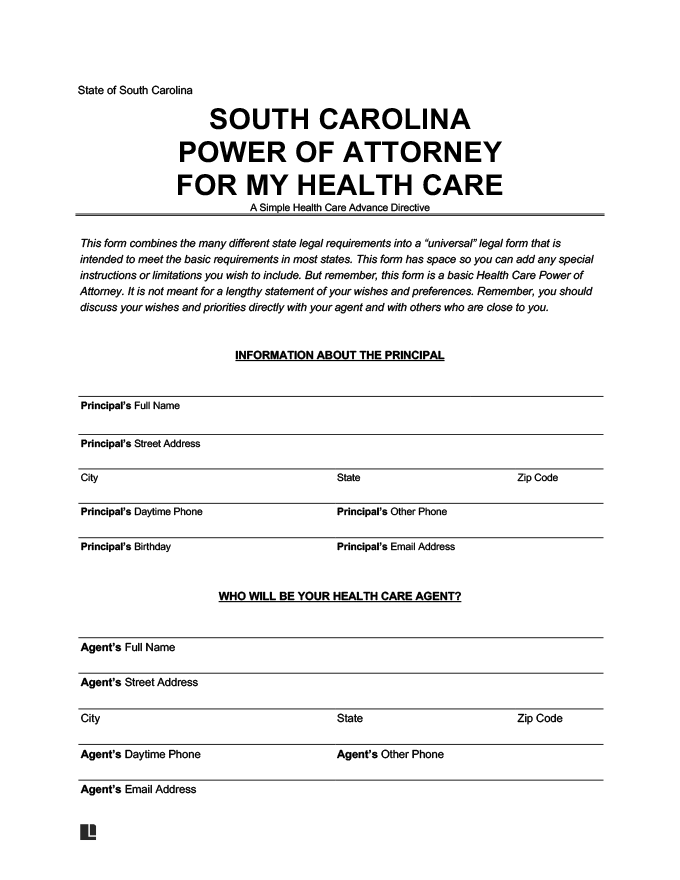 State of South Carolina
SOUTH CAROLINA
POWER OF ATTORNEY
FOR MY HEALTH CARE
A Simple Health Care Advance Directive
This form combines the many different state legal requirements into a “universal” legal form that is
intended to meet the basic requirements in most states. This form has space so you can add any special
instructions or limitations you wish to include. But remember, this form is a basic Health Care Power of
Attorney. It is not meant for a lengthy statement of your wishes and preferences. Remember, you should
discuss your wishes and priorities directly with your agent and with others who are close to you.
INFORMATION ABOUT THE PRINCIPAL
Principal’s Full Name
Principal’s Street Address
City State Zip Code
Principal’s Daytime Phone Principal’s Other Phone
Principal’s Birthday Principal’s Email Address
WHO WILL BE YOUR HEALTH CARE AGENT?
Agent’s Full Name
Agent’s Street Address
City State Zip Code
Agent’s Daytime Phone Agent’s Other Phone
Agent’s Email Address